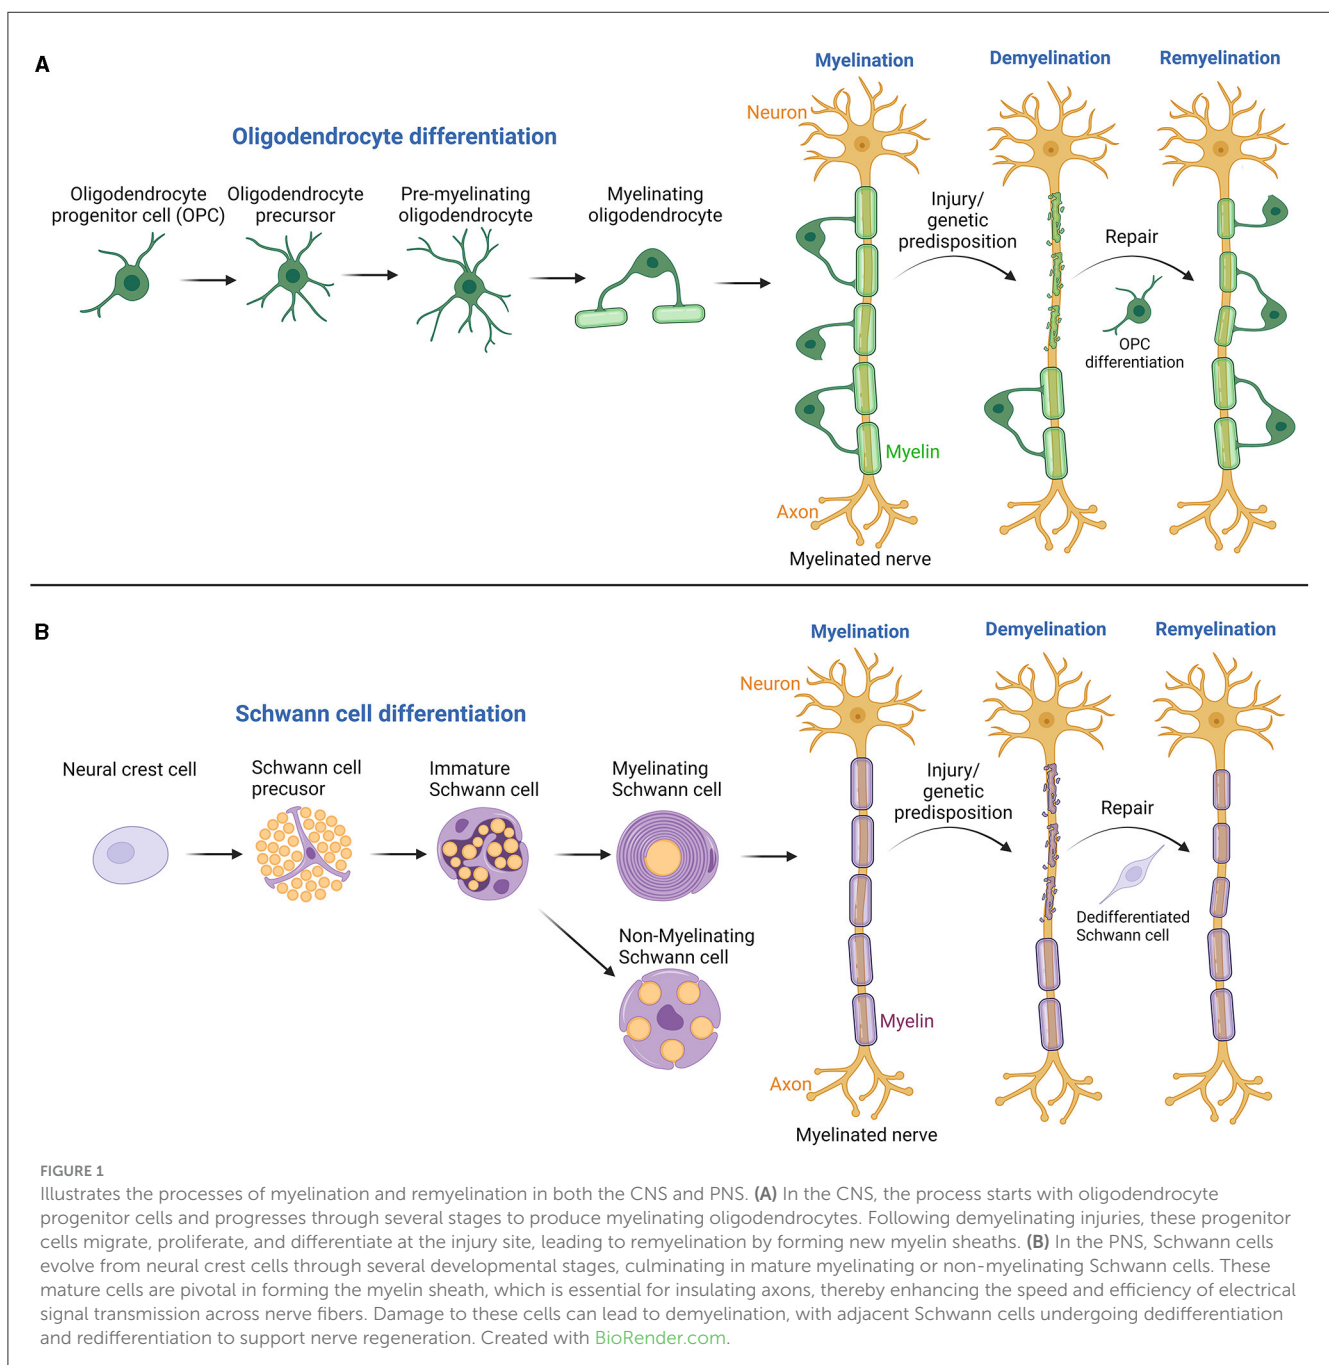 A
Oligodendrocyte differentiation
Oligodendrocyte
progenitor cell (OPC)
Oligodendrocyte
precursor
Pre-myelinating
oligodendrocyte
Myelinating
oligodendrocyte
Myelination
Demyelination
Remyelination
Neuron
Injury/
genetic
predisposition
Repair
OPC
differentiation
Myelin
Axon
Myelinated nerve
B
Schwann cell differentiation
Neural crest cell
Schwann cell
precusor
Immature
Schwann cell
Myelinating
Schwann cell
Non-Myelinating
Schwann cell
Myelination
Demyelination
Remyelination
Neuron
Injury/
genetic
predisposition
Repair
Dedifferentiated
Schwann cell
Myelin
Axon
Myelinated nerve
FIGURE 1
Illustrates the processes of myelination and remyelination in both the CNS and PNS. (A) In the CNS, the process starts with oligodendrocyte
progenitor cells and progresses through several stages to produce myelinating oligodendrocytes. Following demyelinating injuries, these progenitor
cells migrate, proliferate, and differentiate at the injury site, leading to remyelination by forming new myelin sheaths. (B) In the PNS, Schwann cells
evolve from neural crest cells through several developmental stages, culminating in mature myelinating or non-myelinating Schwann cells. These
mature cells are pivotal in forming the myelin sheath, which is essential for insulating axons, thereby enhancing the speed and efficiency of electrical
signal transmission across nerve fibers. Damage to these cells can lead to demyelination, with adjacent Schwann cells undergoing dedifferentiation
and redifferentiation to support nerve regeneration. Created with BioRender.com.